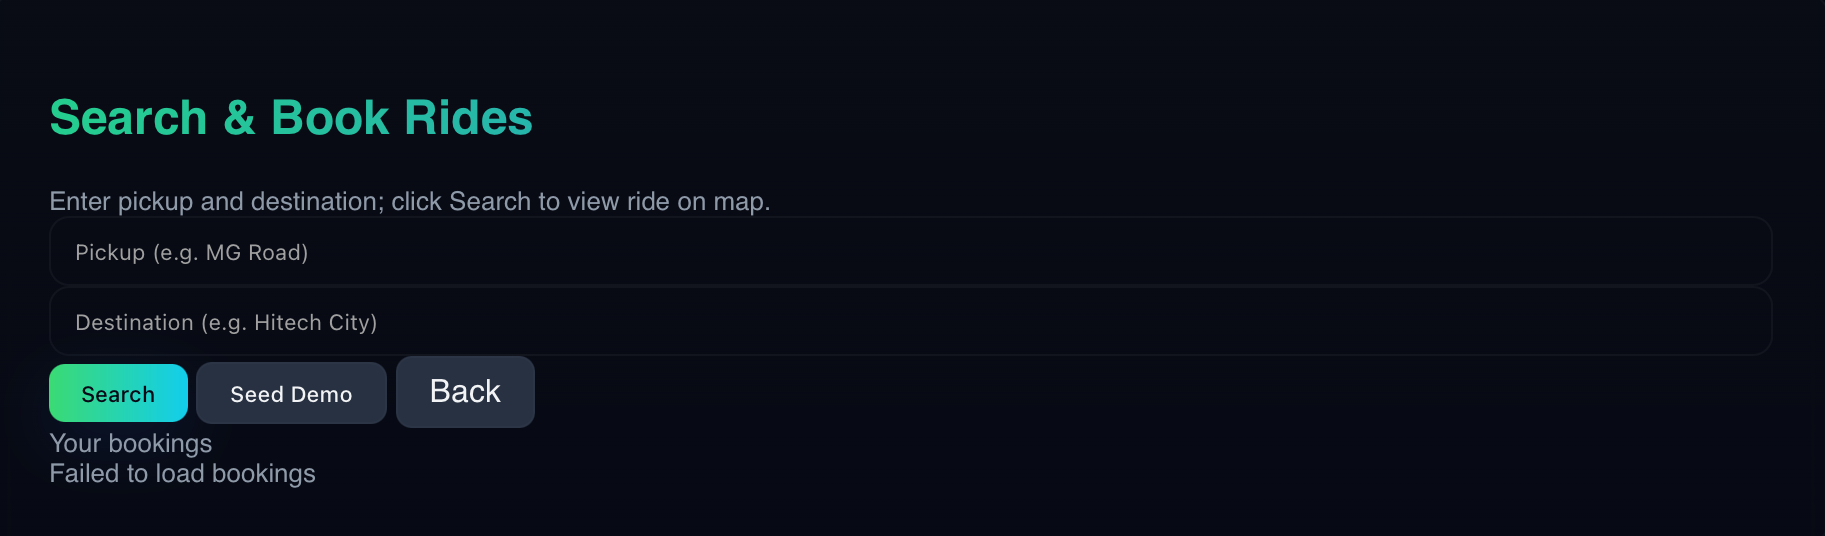 Search & Book Rides
Enter pickup and destination; click Search to view ride on map.
Pickup (e.g. MG Road)
Destination (e.g. Hitech City)
Search Seed Demo Back
Your bookings
Failed to load bookings